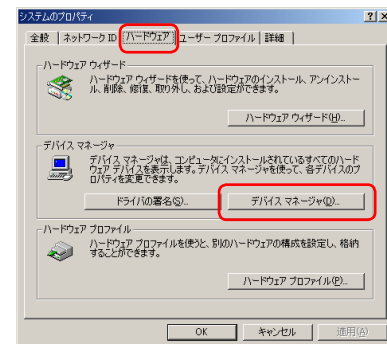 システムのプロパティ
全般 ネットワーク ID ハードウェア ユーザー プロファイル 詳細
ハードウェア ウィザード
ハードウェア ウィザードを使って、ハードウェアのインストール、アンインストー
ル、削除、修復、取り外し、および設定ができます。
ハードウェア ウィザード(H)...
デバイス マネージャ
デバイス マネージャは、コンピュータにインストールされているすべてのハード
ウェア デバイスを表示します。デバイス マネージャを使って、各デバイスのプ
ロパティを変更できます。
ドライバの署名(S)... デバイス マネージャ(D)...
ハードウェア プロファイル
ハードウェア プロファイルを使うと、別のハードウェアの構成を設定し、格納
することができます。
ハードウェア プロファイル(P)...
OK キャンセル 適用(A)